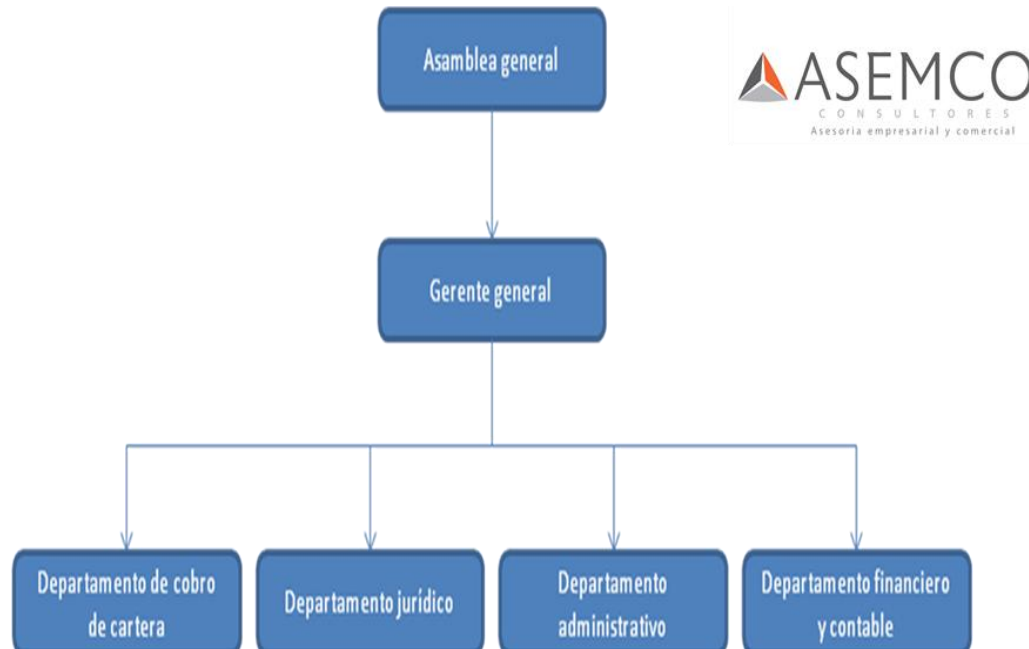 Asamblea general
ASEMCO
CONSULTORES
Asesoria empresarial y comercial
Gerente general
Departamento de cobro
de cartera
Departamento jurídico
Departamento
administrativo
Departamento financiero
y contable